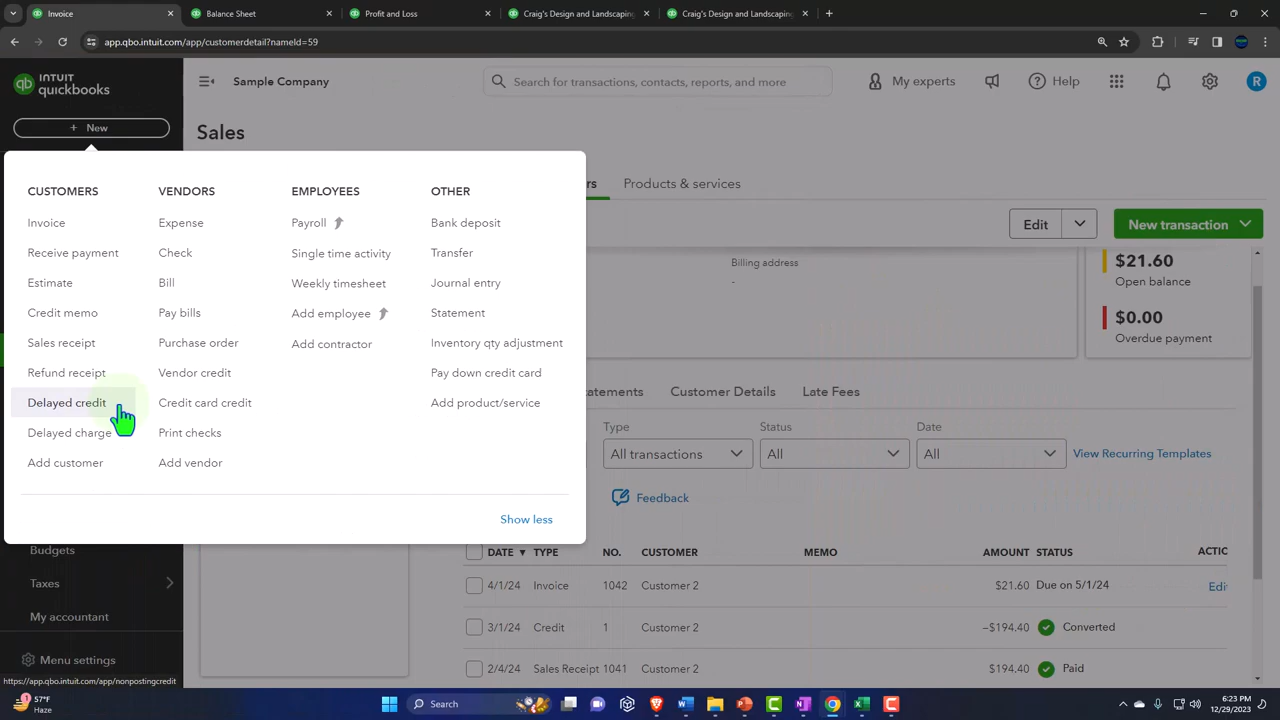 Invoice
Balance Sheet
Profit and Loss
Craig's Design and Landscaping
Craig's Design and Landscaping
app.qbo.intuit.com/app/customerdetail?nameId=59
INTUIT
quickbooks
Sample Company
Search for transactions, contacts, reports, and more
My experts
Help
R
+ New
Sales
CUSTOMERS
Invoice
Receive payment
Estimate
Credit memo
Sales receipt
Refund receipt
Delayed credit
Delayed charge
Add customer
VENDORS
Expense
Check
Bill
Pay bills
Purchase order
Vendor credit
Credit card credit
Print checks
Add vendor
EMPLOYEES
Payroll
Single time activity
Weekly timesheet
Add employee
Add contractor
OTHER
Bank deposit
Transfer
Journal entry
Statement
Inventory qty adjustment
Pay down credit card
Add product/service
Show less
rs
Products & services
Edit
New transaction
Billing address
-
$21.60
Open balance
$0.00
Overdue payment
tatements
Customer Details
Late Fees
Type
Status
Date
All transactions
All
All
View Recurring Templates
Feedback
DATE ▼ TYPE NO. CUSTOMER MEMO AMOUNT STATUS ACTIC
4/1/24 Invoice 1042 Customer 2 $21.60 Due on 5/1/24 Edi
3/1/24 Credit 1 Customer 2 –$194.40 Converted
2/4/24 Sales Receipt 1041 Customer 2 $194.40 Paid
Budgets
Taxes
My accountant
Menu settings
https://app.qbo.intuit.com/app/nonpostingcredit
1
57°F
Haze
Search
6:23 PM
12/29/2023